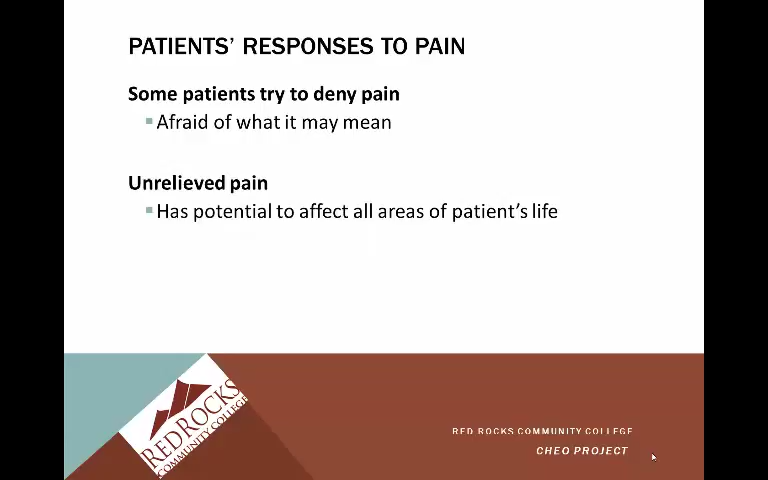 PATIENTS’ RESPONSES TO PAIN
Some patients try to deny pain
Afraid of what it may mean
Unrelieved pain
Has potential to affect all areas of patient’s life
RED ROCKS
COMMUNITY COLLEGE
RED ROCKS COMMUNITY COLLEGE
CHEO PROJECT